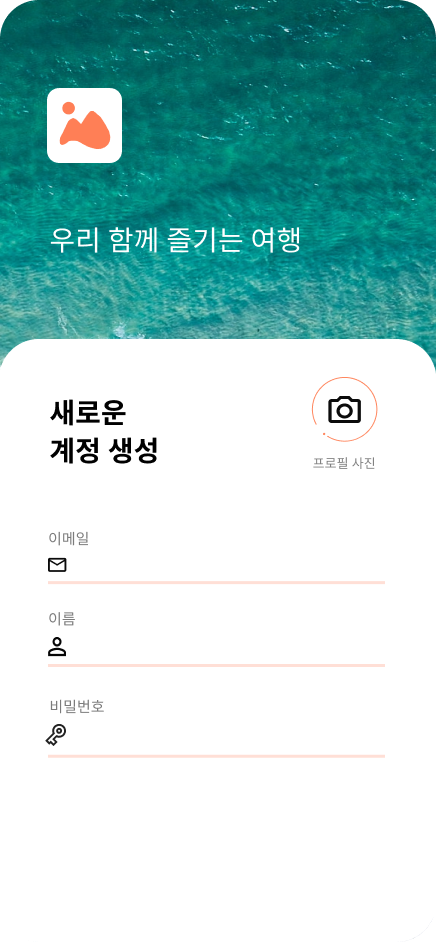 우리 함께 즐기는 여행
새로운
계정 생성
프로필 사진
이메일
이름
비밀번호